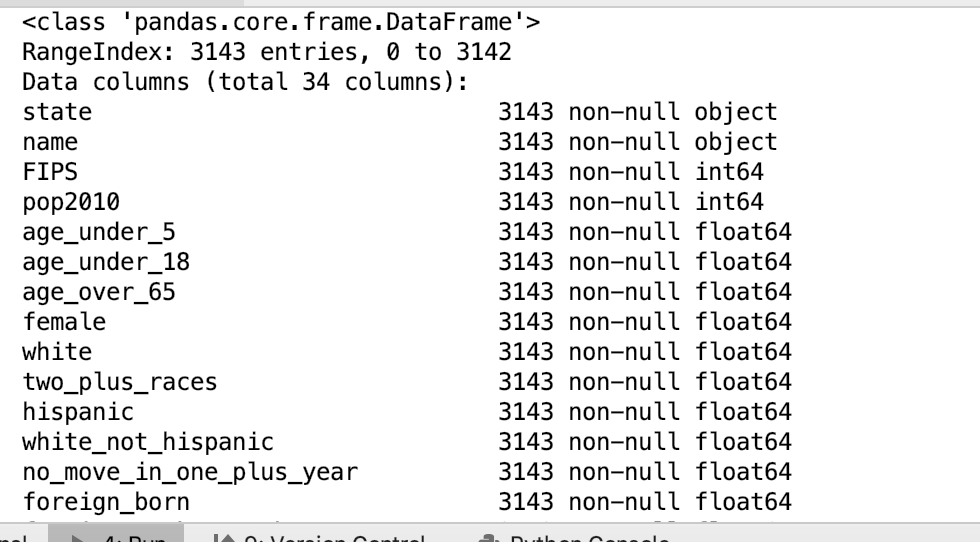 <class 'pandas.core.frame.DataFrame'>
RangeIndex: 3143 entries, 0 to 3142
Data columns (total 34 columns):
state 3143 non-null object
name 3143 non-null object
FIPS 3143 non-null int64
pop2010 3143 non-null int64
age_under_5 3143 non-null float64
age_under_18 3143 non-null float64
age_over_65 3143 non-null float64
female 3143 non-null float64
white 3143 non-null float64
two_plus_races 3143 non-null float64
hispanic 3143 non-null float64
white_not_hispanic 3143 non-null float64
no_move_in_one_plus_year 3143 non-null float64
foreign_born 3143 non-null float64
4: Run 9: Version Control Python Console